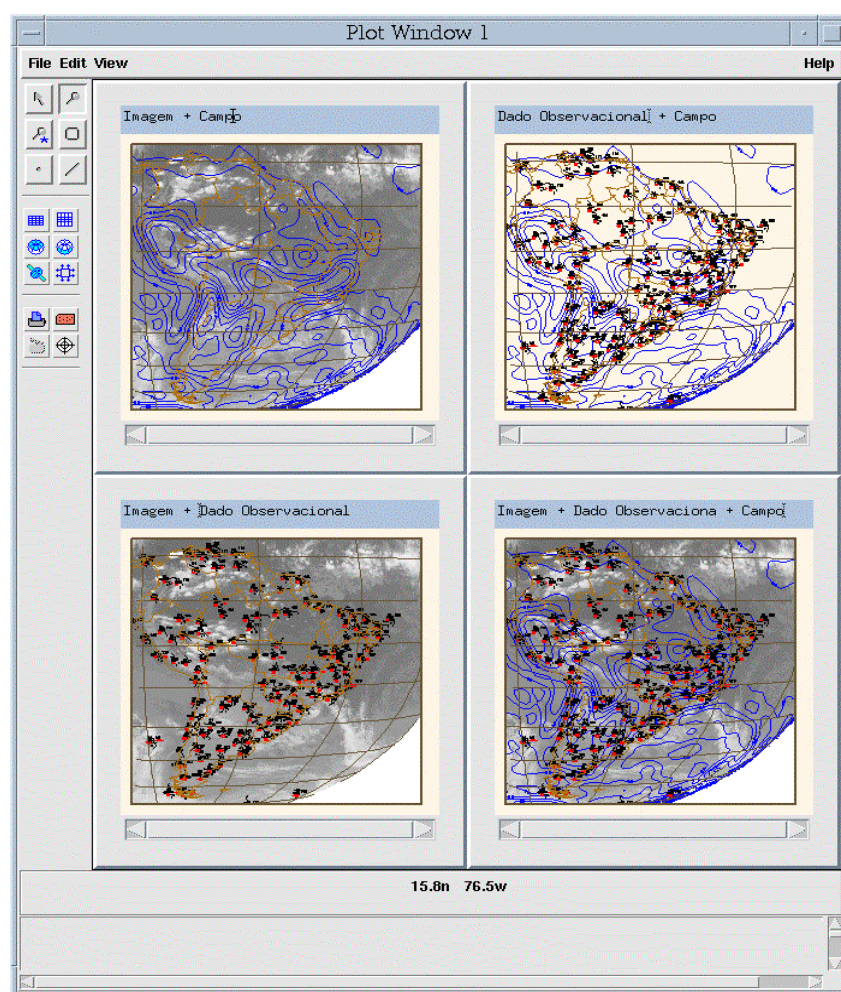 Plot Window 1
File Edit View Help
Imagem + Campo
Dado Observacional + Campo
Imagem + Dado Observacional
Imagem + Dado Observaciona + Campo
15.8n 76.5w